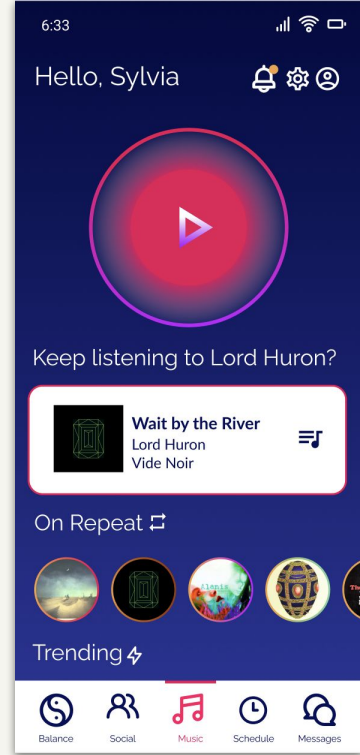 6:33
Hello, Sylvia
Keep listening to Lord Huron?
Wait by the River
Lord Huron
Vide Noir
On Repeat
Alanis
Trending
Balance
Social
Music
Schedule
Messages